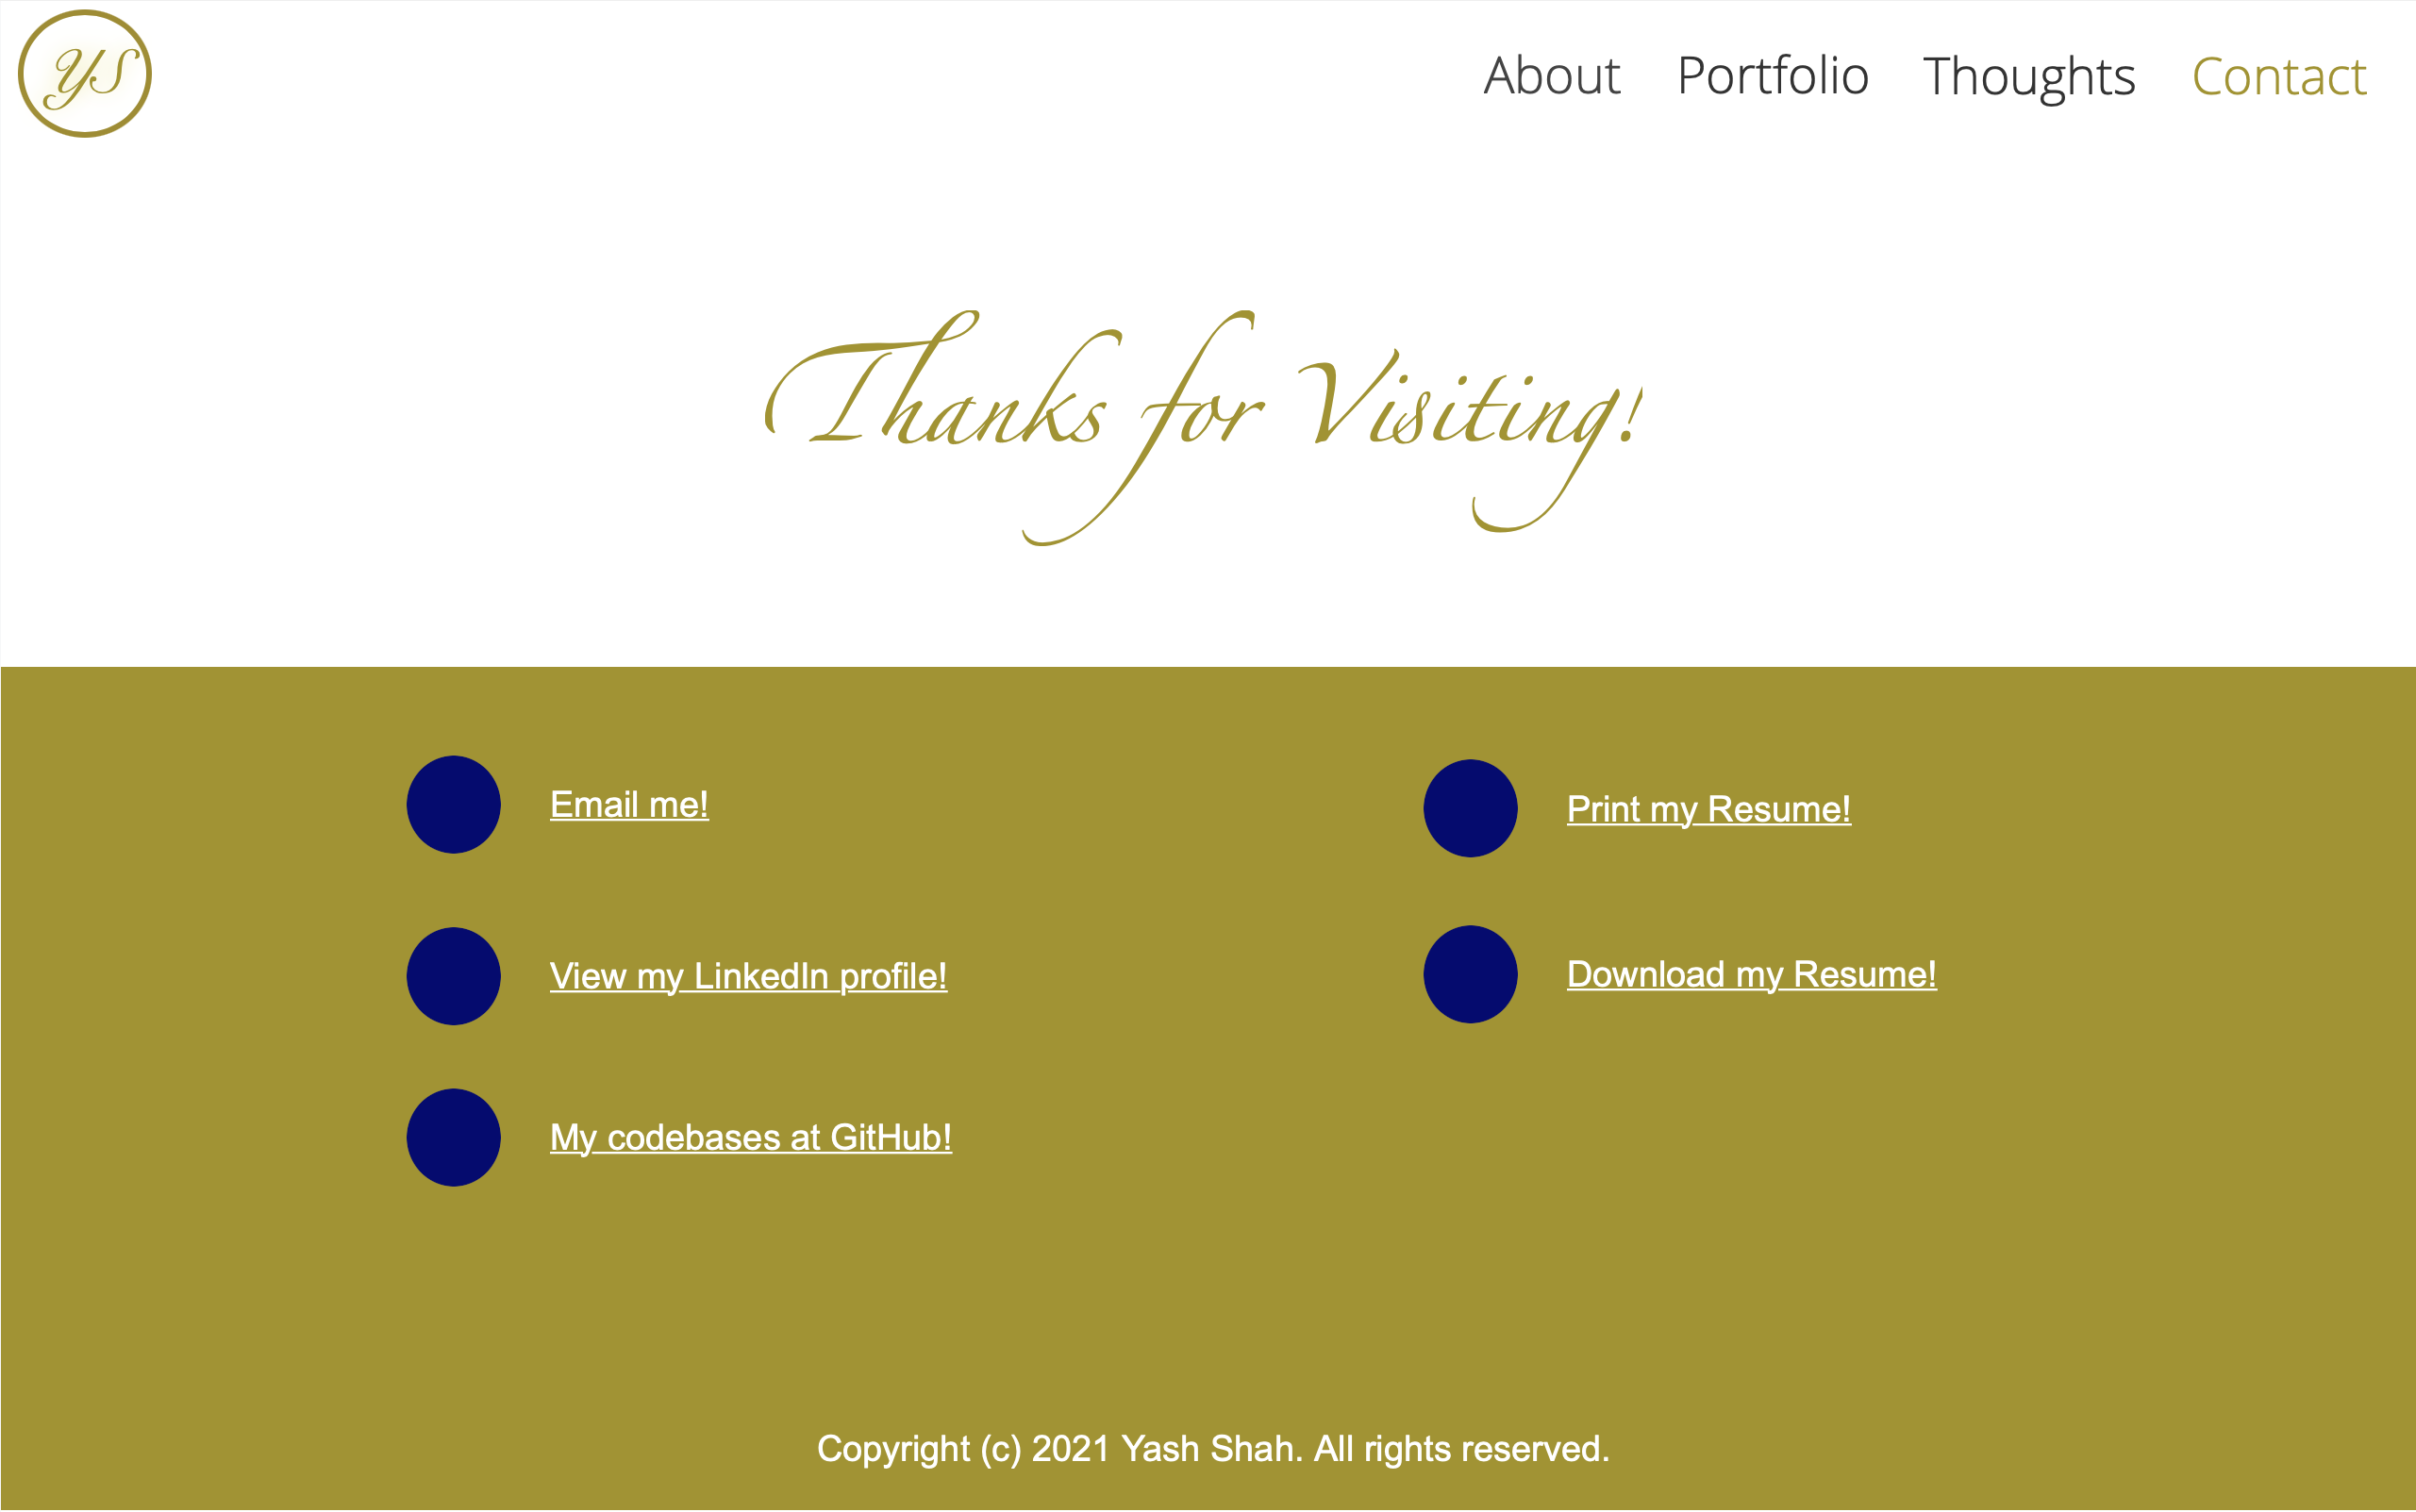 YS
About Portfolio Thoughts Contact
Thanks for Visiting!
Email me!
Print my Resume!
View my LinkedIn profile!
Download my Resume!
My codebases at GitHub!
Copyright (c) 2021 Yash Shah. All rights reserved.